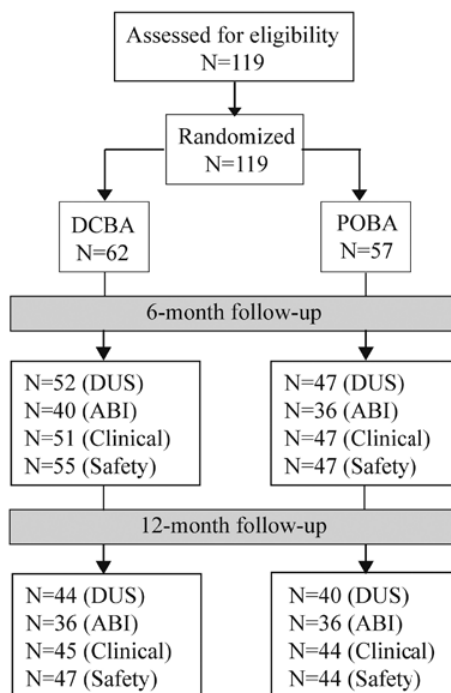 Assessed for eligibility
N=119
Randomized
N=119
DCBA
N=62
POBA
N=57
6-month follow-up
N=52 (DUS)
N=40 (ABI)
N=51 (Clinical)
N=55 (Safety)
N=47 (DUS)
N=36 (ABI)
N=47 (Clinical)
N=47 (Safety)
12-month follow-up
N=44 (DUS)
N=36 (ABI)
N=45 (Clinical)
N=47 (Safety)
N=40 (DUS)
N=36 (ABI)
N=44 (Clinical)
N=44 (Safety)